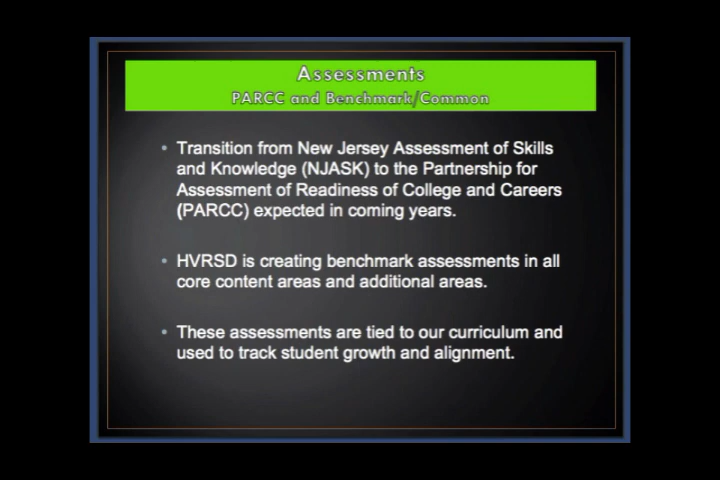 Assessments
PARCC and Benchmark/Common
• Transition from New Jersey Assessment of Skills
and Knowledge (NJASK) to the Partnership for
Assessment of Readiness of College and Careers
(PARCC) expected in coming years.
• HVRSD is creating benchmark assessments in all
core content areas and additional areas.
• These assessments are tied to our curriculum and
used to track student growth and alignment.